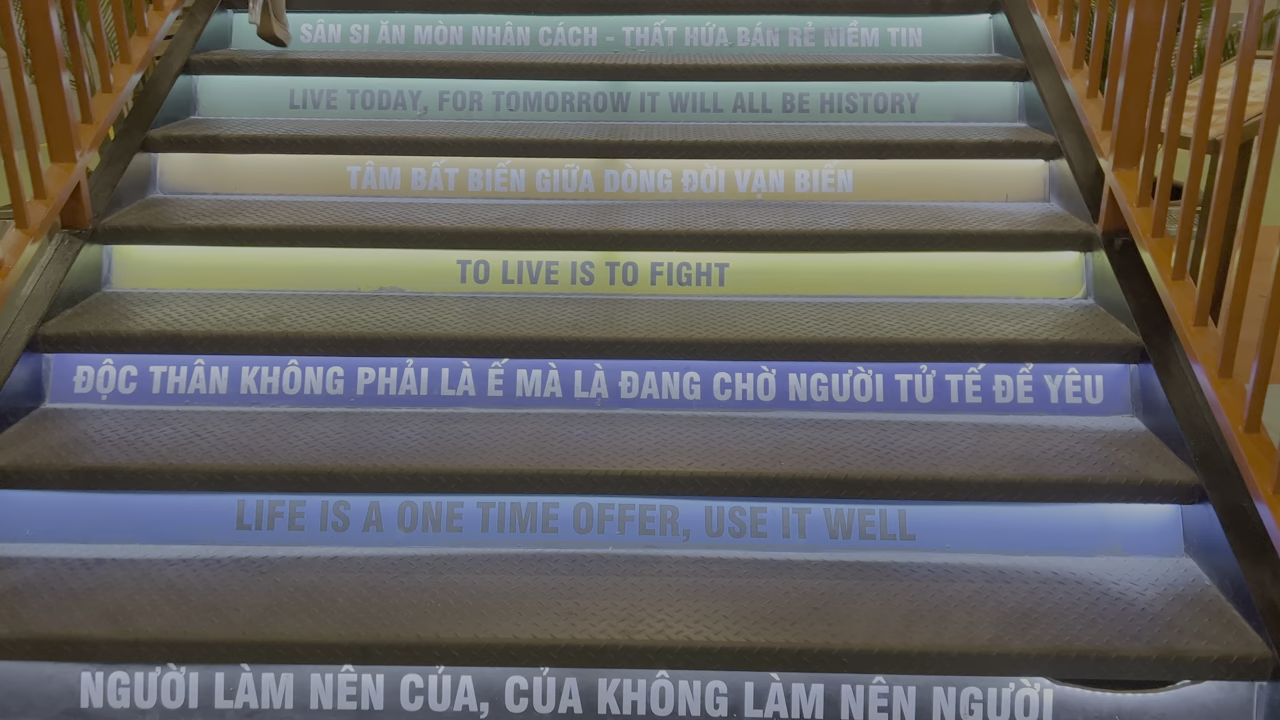 SÂN SI ĂN MÒN NHÂN CÁCH - THẤT HỨA BÁN RẺ NIỀM TIN
LIVE TODAY, FOR TOMORROW IT WILL ALL BE HISTORY
TÂM BẤT BIẾN GIỮA DÒNG ĐỜI VẠN BIẾN
TO LIVE IS TO FIGHT
ĐỘC THÂN KHÔNG PHẢI LÀ Ế MÀ LÀ ĐANG CHỜ NGƯỜI TỬ TẾ ĐỂ YÊU
LIFE IS A ONE TIME OFFER, USE IT WELL
NGƯỜI LÀM NÊN CỦA, CỦA KHÔNG LÀM NÊN NGƯỜI